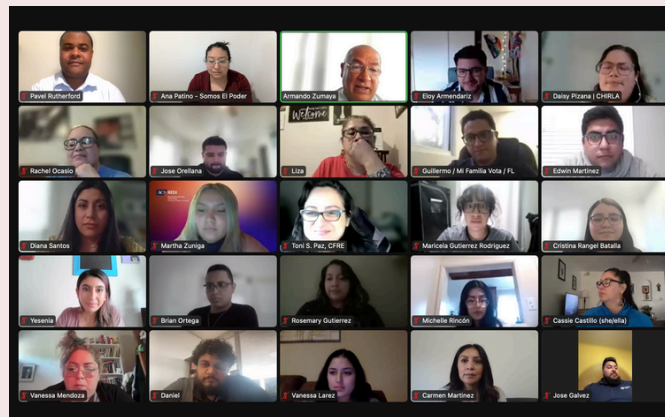 Pavel Rutherford
Ana Patino - Somos El Poder
Armando Zumaya
Eloy Armendariz
Daisy Pizana | CHIRLA
Rachel Ocasio
Jose Orellana
Welcome
Liza
Guillermo / Mi Familia Vota / FL
Edwin Martinez
Diana Santos
Martha Zuniga
Toni S. Paz, CFRE
Maricela Gutierrez Rodriguez
Cristina Rangel Batalla
Yesenia
Brian Ortega
Rosemary Gutierrez
Michelle Rincón
Cassie Castillo (she/ella)
Vanessa Mendoza
Daniel
Vanessa Larez
Carmen Martinez
Jose Galvez